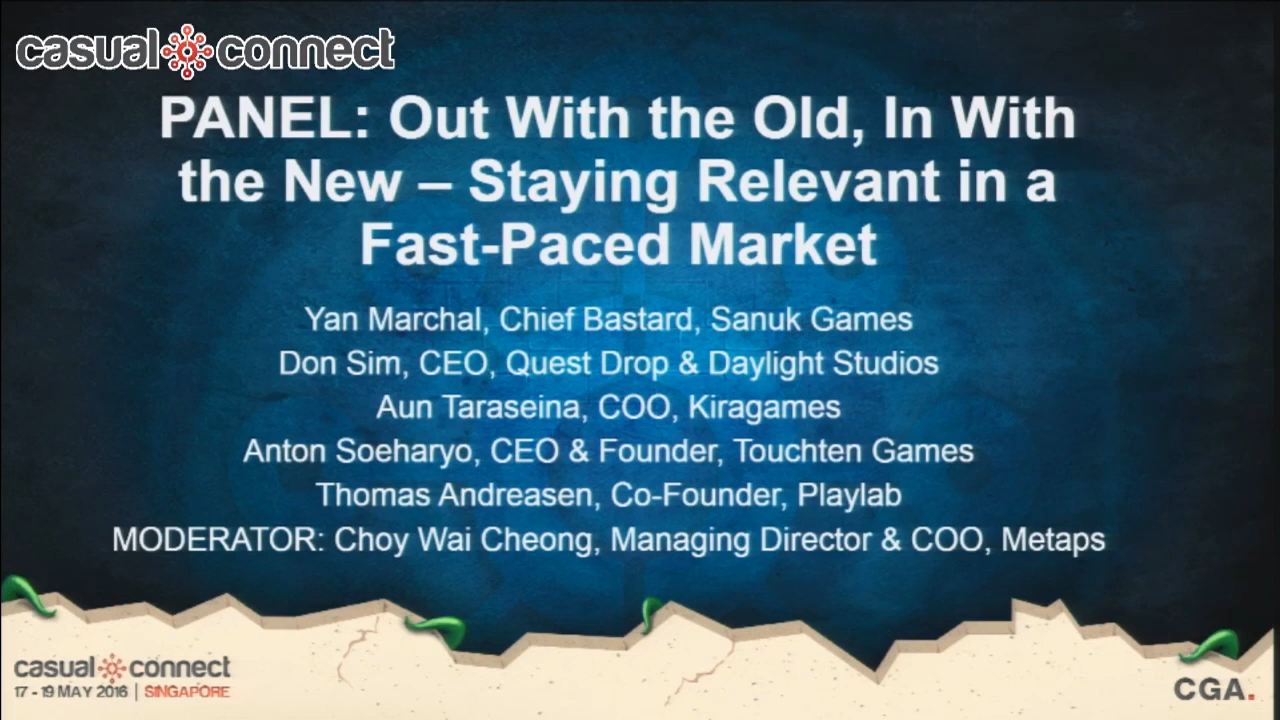 casual connect
PANEL: Out With the Old, In With
the New – Staying Relevant in a
Fast-Paced Market
Yan Marchal, Chief Bastard, Sanuk Games
Don Sim, CEO, Quest Drop & Daylight Studios
Aun Taraseina, COO, Kiragames
Anton Soeharyo, CEO & Founder, Touchten Games
Thomas Andreasen, Co-Founder, Playlab
MODERATOR: Choy Wai Cheong, Managing Director & COO, Metaps
casual connect
17 - 19 MAY 2016 | SINGAPORE
CGA.